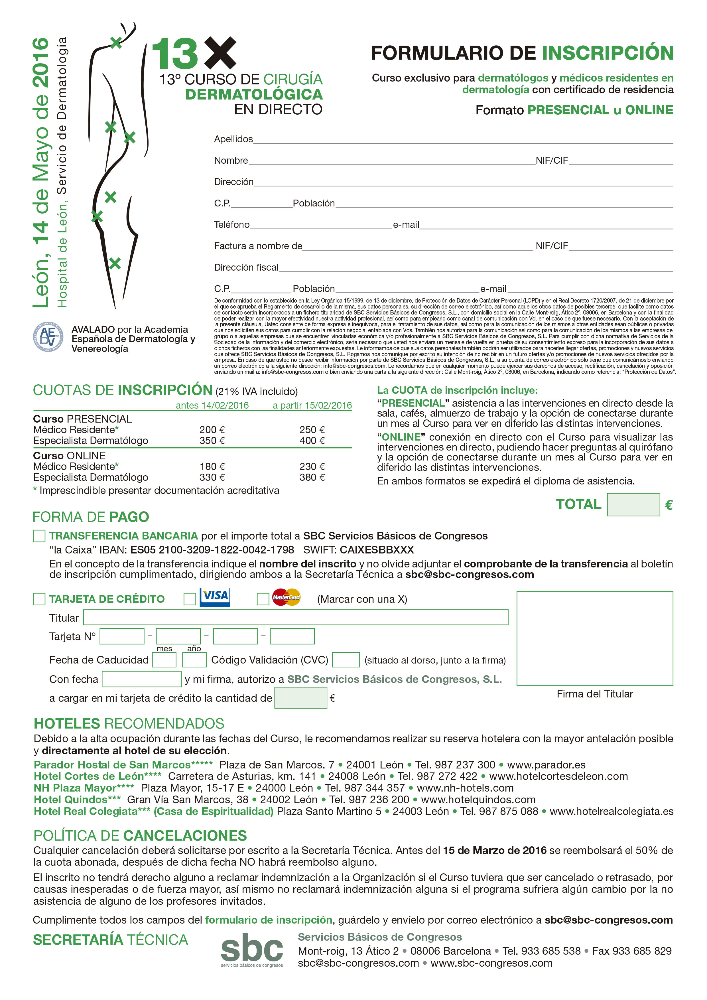 León, 14 de Mayo de 2016
Hospital de León, Servicio de Dermatología
13
13º CURSO DE CIRUGÍA
DERMATOLÓGICA
EN DIRECTO
FORMULARIO DE INSCRIPCIÓN
Curso exclusivo para dermatólogos y médicos residentes en
dermatología con certificado de residencia
Formato PRESENCIAL u ONLINE
Apellidos
Nombre NIF/CIF
Dirección
C.P. Población
Teléfono e-mail
Factura a nombre de NIF/CIF
Dirección fiscal
C.P. Población e-mail
De conformidad con lo establecido en la Ley Orgánica 15/1999, de 13 de diciembre, de Protección de Datos de Carácter Personal (LOPD) y en el Real Decreto 1720/2007, de 21 de diciembre por
el que se aprueba el Reglamento de desarrollo de la misma, sus datos personales, su dirección de correo electrónico, así como aquellos otros datos de posibles terceros que facilite como datos
de contacto serán incorporados a un fichero titularidad de SBC Servicios Básicos de Congresos, S.L., con domicilio social en la Calle Mont-roig, Ático 2º, 08006, en Barcelona y con la finalidad
de poder realizar con la mayor efectividad nuestra actividad profesional, así como para emplearlo como canal de comunicación con Vd. en el caso de que fuese necesario. Con la aceptación de
la presente cláusula, Usted consiente de forma expresa e inequívoca, para el tratamiento de sus datos, así como para la comunicación de los mismos a otras entidades sean públicas o privadas
que nos soliciten sus datos para cumplir con la relación negocial entablada con Vds. También nos autoriza para la comunicación así como para la comunicación de los mismos a las empresas del
grupo o a aquellas empresas que se encuentren vinculadas económica y/o profesionalmente a SBC Servicios Básicos de Congresos, S.L. Para cumplir con dicha normativa de Servicios de la
Sociedad de la Información y del comercio electrónico, sería necesario que usted nos enviara un mensaje de vuelta en prueba de su consentimiento expreso para la incorporación de sus datos a
dichos ficheros con las finalidades anteriormente expuestas. Le informamos de que sus datos personales también podrán ser utilizados para hacerles llegar ofertas, promociones y nuevos servicios
que ofrece SBC Servicios Básicos de Congresos, S.L. Rogamos nos comunique por escrito su intención de no recibir en un futuro ofertas y/o promociones de nuevos servicios ofrecidos por la
empresa. En caso de que usted no desee recibir información por parte de SBC Servicios Básicos de Congresos, S.L., a su cuenta de correo electrónico sólo tiene que comunicárnoslo enviando
un correo electrónico a la siguiente dirección: info@sbc-congresos.com. Le recordamos que en cualquier momento puede ejercer sus derechos de acceso, rectificación, cancelación y oposición
enviando un mail a: info@sbc-congresos.com o bien enviando una carta a la siguiente dirección: Calle Mont-roig, Ático 2º, 08006, en Barcelona, indicando como referencia: “Protección de Datos”.
AEDV
AVALADO por la Academia
Española de Dermatología y
Venereología
CUOTAS DE INSCRIPCIÓN (21% IVA incluido)
antes 14/02/2016 a partir 15/02/2016
Curso PRESENCIAL
Médico Residente* 200 € 250 €
Especialista Dermatólogo 350 € 400 €
Curso ONLINE
Médico Residente* 180 € 230 €
Especialista Dermatólogo 330 € 380 €
* Imprescindible presentar documentación acreditativa
La CUOTA de inscripción incluye:
“PRESENCIAL” asistencia a las intervenciones en directo desde la
sala, cafés, almuerzo de trabajo y la opción de conectarse durante
un mes al Curso para ver en diferido las distintas intervenciones.
“ONLINE” conexión en directo con el Curso para visualizar las
intervenciones en directo, pudiendo hacer preguntas al quirófano
y la opción de conectarse durante un mes al Curso para ver en
diferido las distintas intervenciones.
En ambos formatos se expedirá el diploma de asistencia.
TOTAL €
FORMA DE PAGO
TRANSFERENCIA BANCARIA por el importe total a SBC Servicios Básicos de Congresos
“la Caixa” IBAN: ES05 2100-3209-1822-0042-1798 SWIFT: CAIXESBBXXX
En el concepto de la transferencia indique el nombre del inscrito y no olvide adjuntar el comprobante de la transferencia al boletín
de inscripción cumplimentado, dirigiendo ambos a la Secretaría Técnica a sbc@sbc-congresos.com
TARJETA DE CRÉDITO VISA MasterCard (Marcar con una X)
Titular
Tarjeta Nº - - -
mes año
Fecha de Caducidad Código Validación (CVC) (situado al dorso, junto a la firma)
Con fecha y mi firma, autorizo a SBC Servicios Básicos de Congresos, S.L.
a cargar en mi tarjeta de crédito la cantidad de €
Firma del Titular
HOTELES RECOMENDADOS
Debido a la alta ocupación durante las fechas del Curso, le recomendamos realizar su reserva hotelera con la mayor antelación posible
y directamente al hotel de su elección.
Parador Hostal de San Marcos***** Plaza de San Marcos. 7 • 24001 León • Tel. 987 237 300 • www.parador.es
Hotel Cortes de León**** Carretera de Asturias, km. 141 • 24008 León • Tel. 987 272 422 • www.hotelcortesdeleon.com
NH Plaza Mayor**** Plaza Mayor, 15-17 E • 24000 León • Tel. 987 344 357 • www.nh-hotels.com
Hotel Quindos*** Gran Vía San Marcos, 38 • 24002 León • Tel. 987 236 200 • www.hotelquindos.com
Hotel Real Colegiata*** (Casa de Espiritualidad) Plaza Santo Martino 5 • 24003 León • Tel. 987 875 088 • www.hotelrealcolegiata.es
POLÍTICA DE CANCELACIONES
Cualquier cancelación deberá solicitarse por escrito a la Secretaría Técnica. Antes del 15 de Marzo de 2016 se reembolsará el 50% de
la cuota abonada, después de dicha fecha NO habrá reembolso alguno.
El inscrito no tendrá derecho alguno a reclamar indemnización a la Organización si el Curso tuviera que ser cancelado o retrasado, por
causas inesperadas o de fuerza mayor, así mismo no reclamará indemnización alguna si el programa sufriera algún cambio por la no
asistencia de alguno de los profesores invitados.
Cumplimente todos los campos del formulario de inscripción, guárdelo y envíelo por correo electrónico a sbc@sbc-congresos.com
SECRETARÍA TÉCNICA
sbc
servicios básicos de congresos
Servicios Básicos de Congresos
Mont-roig, 13 Ático 2 • 08006 Barcelona • Tel. 933 685 538 • Fax 933 685 829
sbc@sbc-congresos.com • www.sbc-congresos.com